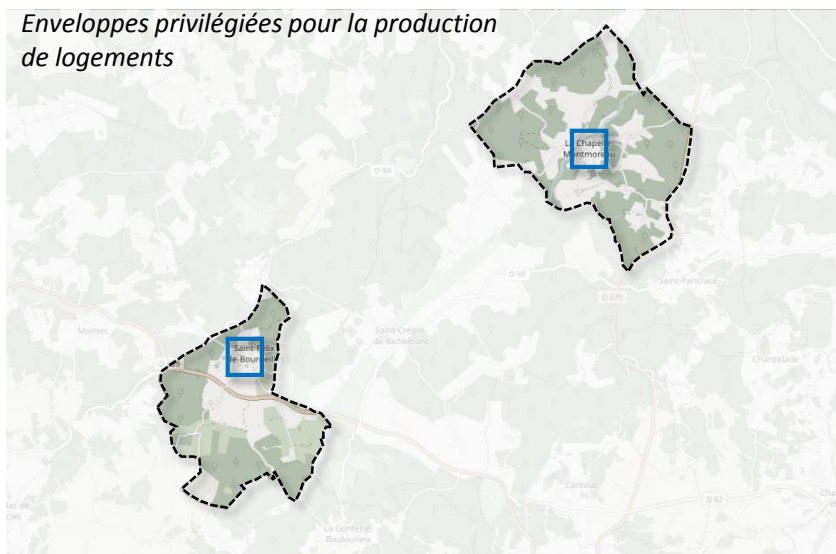 Enveloppes privilégiées pour la production
de logements
La Chapelle
Montmoreau
D 84
D 98
Saint-Pancrace
D 675
Saint-Félix
de-Bourdeil
Monsec
Saint-Crépin-
de-Richemont
Chancelade
Cantillac
D 82
La Gonterie-
Boulouneix